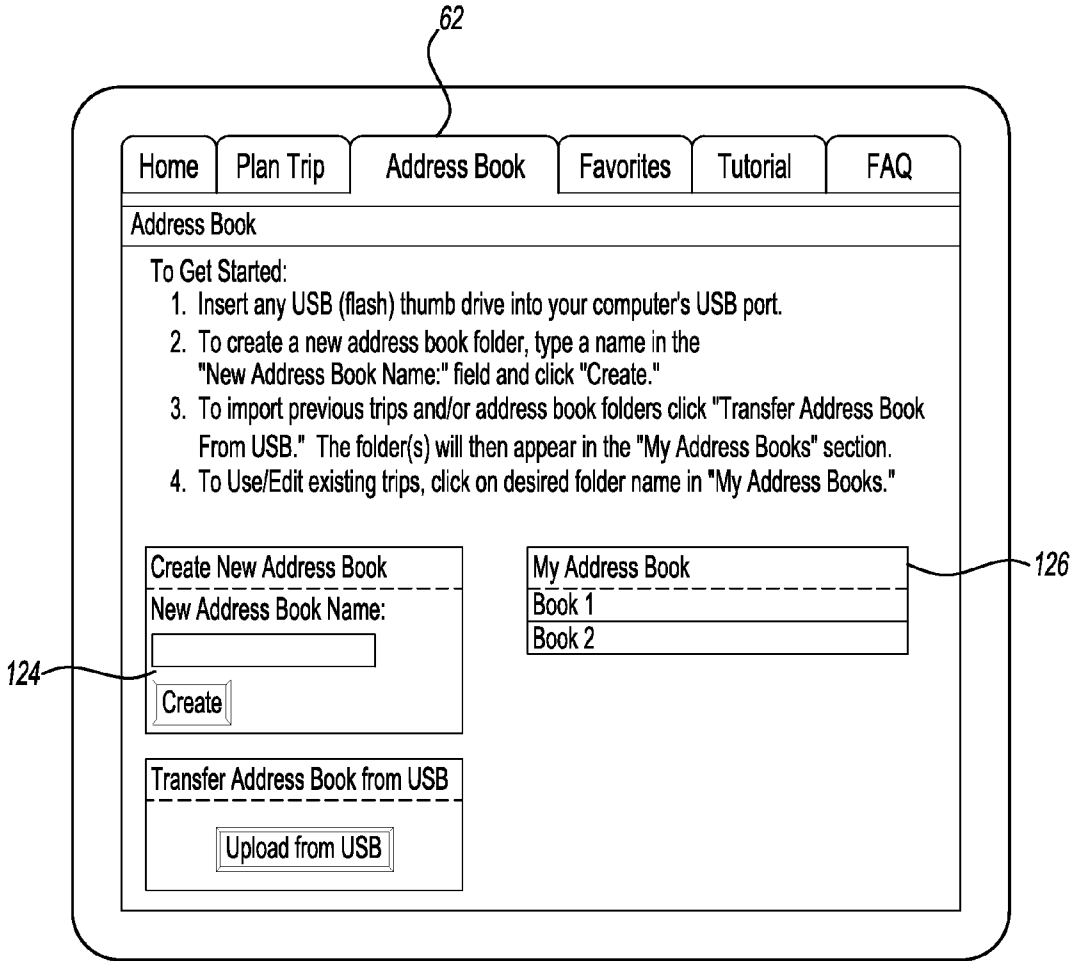 62
Home Plan Trip Address Book Favorites Tutorial FAQ
Address Book
To Get Started:
1. Insert any USB (flash) thumb drive into your computer's USB port.
2. To create a new address book folder, type a name in the
"New Address Book Name:" field and click "Create."
3. To import previous trips and/or address book folders click "Transfer Address Book
From USB." The folder(s) will then appear in the "My Address Books" section.
4. To Use/Edit existing trips, click on desired folder name in "My Address Books."
Create New Address Book
New Address Book Name:
124
Create
My Address Book
126
Book 1
Book 2
Transfer Address Book from USB
Upload from USB